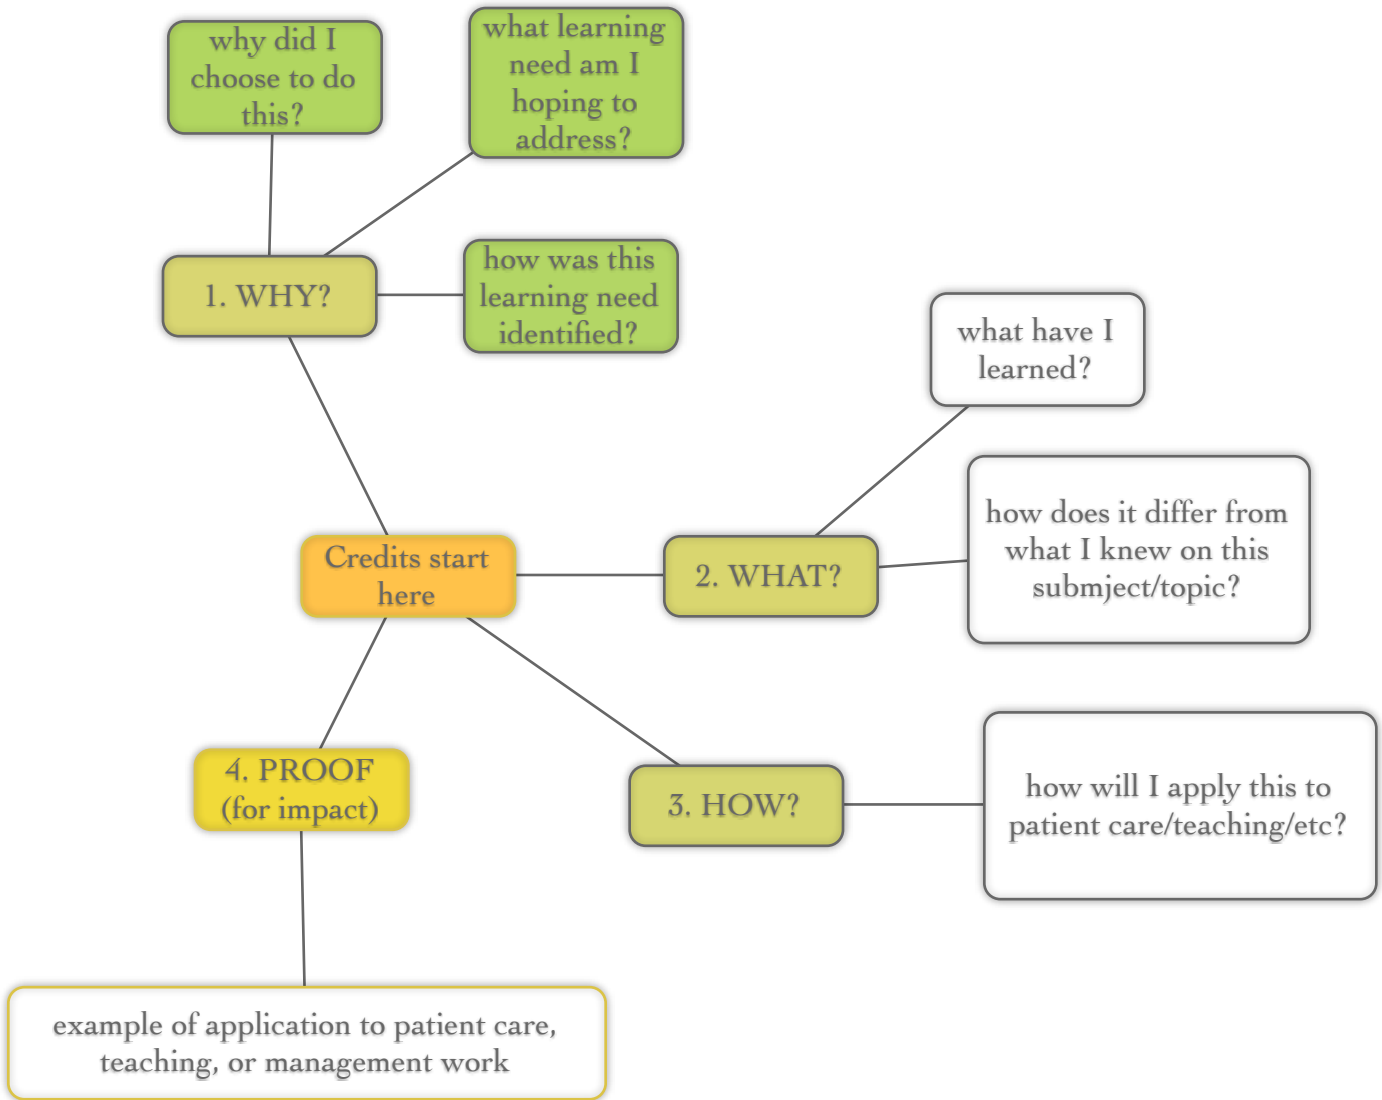 why did I
choose to do
this?
what learning
need am I
hoping to
address?
1. WHY?
how was this
learning need
identified?
what have I
learned?
how does it differ from
what I knew on this
submject/topic?
Credits start
here
2. WHAT?
4. PROOF
(for impact)
3. HOW?
how will I apply this to
patient care/teaching/etc?
example of application to patient care,
teaching, or management work